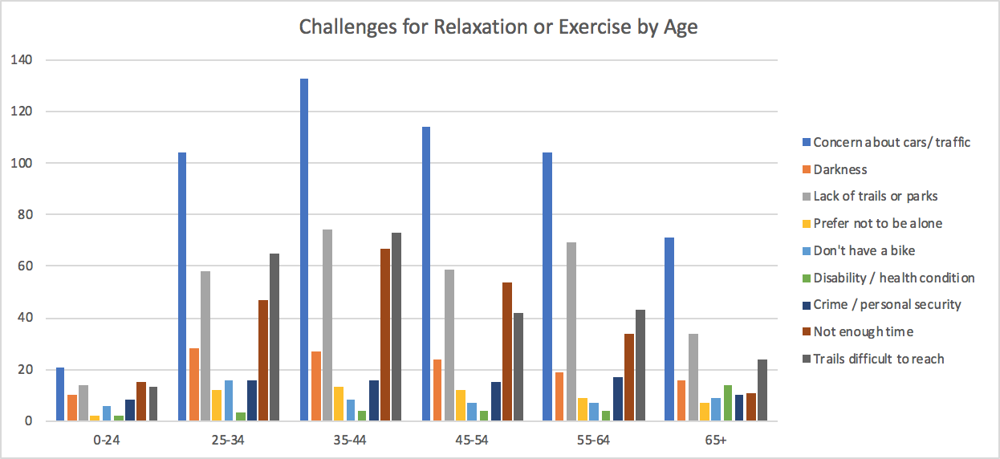 Challenges for Relaxation or Exercise by Age
140
120
100
80
60
40
20
0
0-24
25-34
35-44
45-54
55-64
65+
Concern about cars/ traffic
Darkness
Lack of trails or parks
Prefer not to be alone
Don't have a bike
Disability / health condition
Crime / personal security
Not enough time
Trails difficult to reach